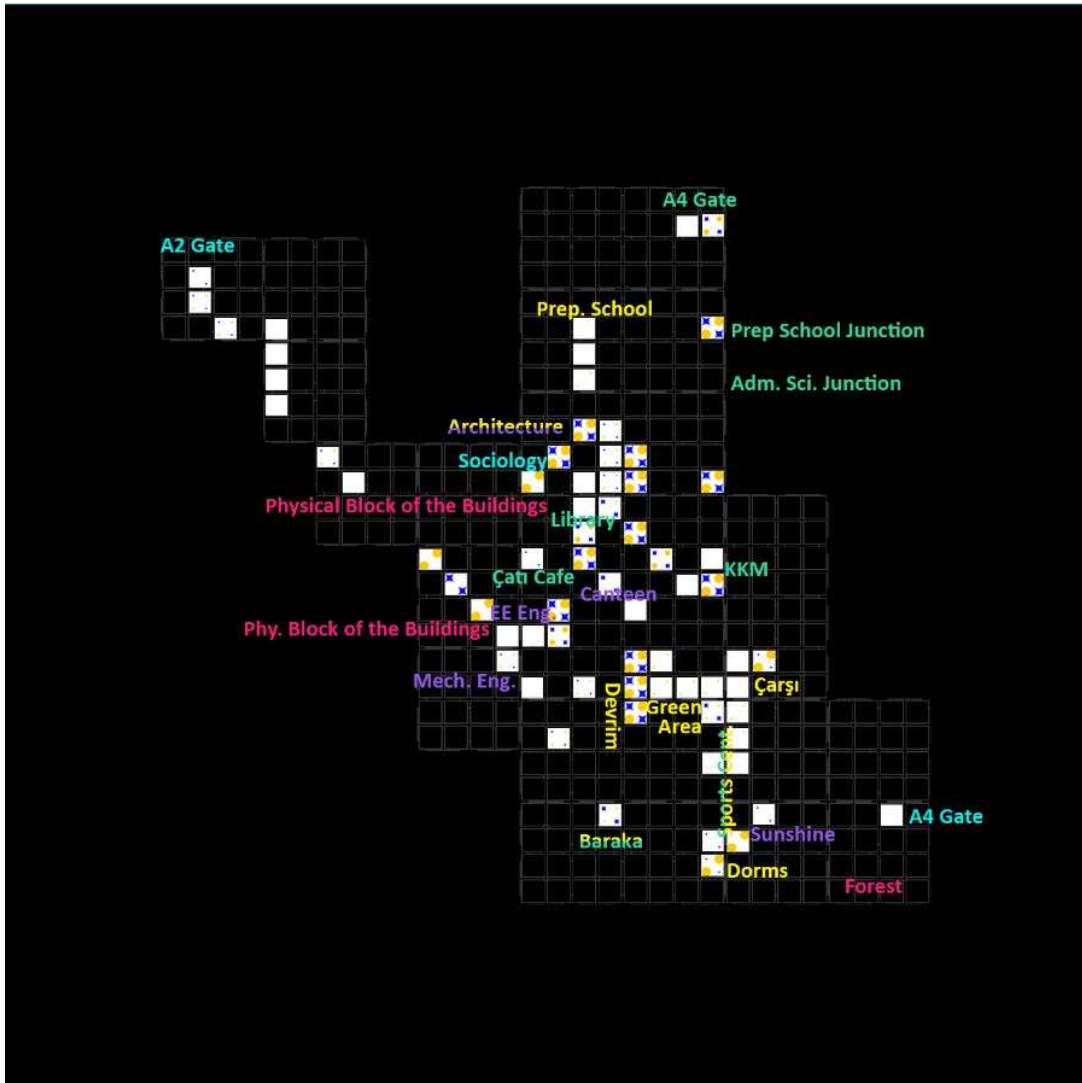 A4 Gate
A2 Gate
Prep. School
Prep School Junction
Adm. Sci. Junction
Architecture
Sociology
Physical Block of the Buildings
Library
Çatı Cafe
KKM
Canteen
EE Eng
Phy. Block of the Buildings
Mech. Eng.
Çarşı
Devrim
Green
Area
Sports Cent.
A4 Gate
Baraka
Sunshine
Dorms
Forest